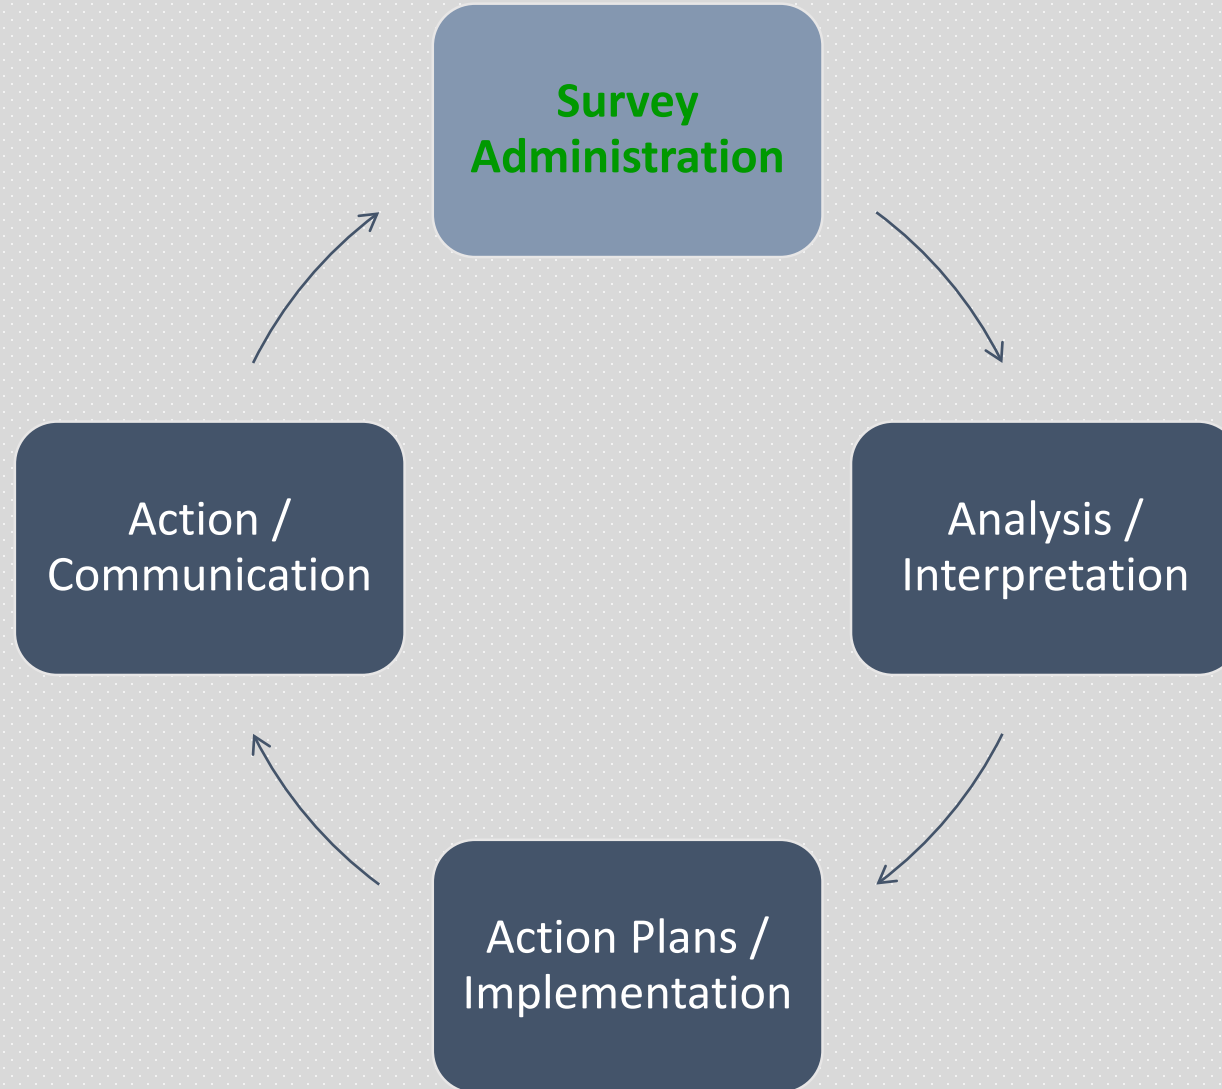 Survey
Administration
Analysis /
Interpretation
Action Plans /
Implementation
Action /
Communication